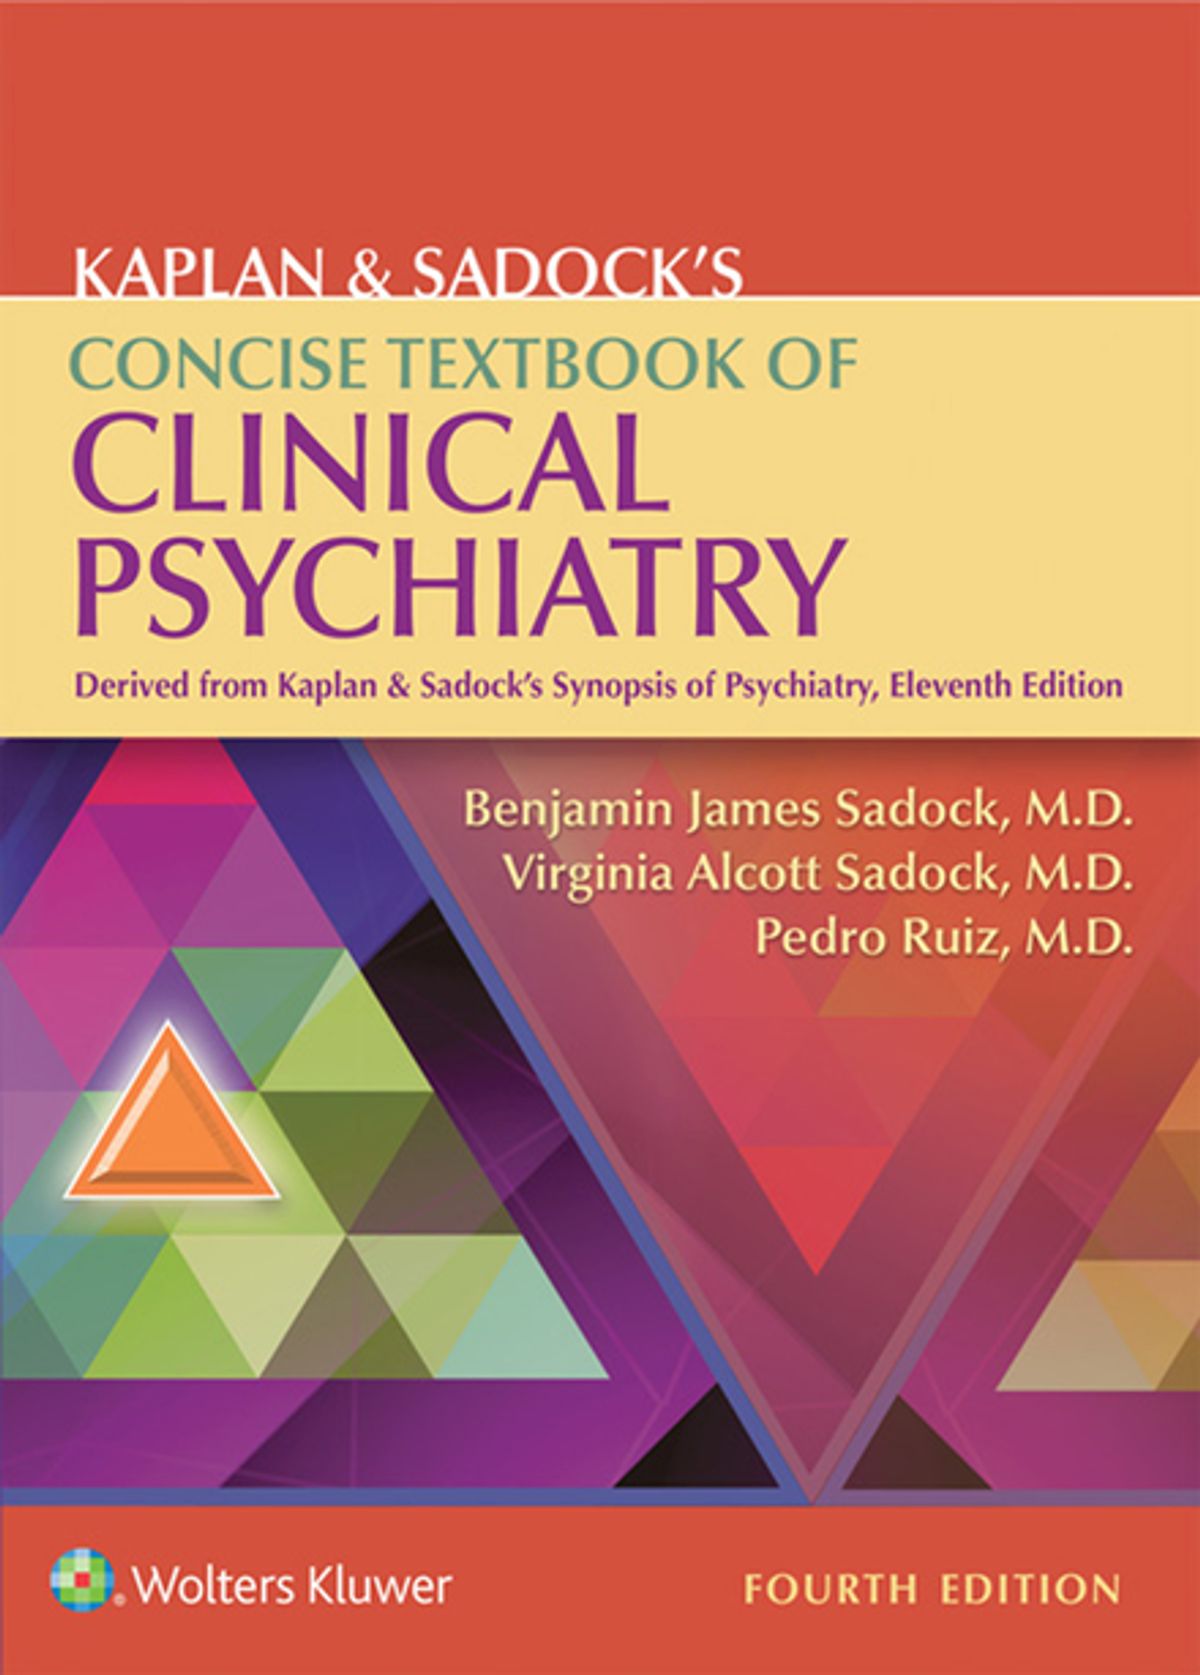 KAPLAN & SADOCK'S
CONCISE TEXTBOOK OF
CLINICAL
PSYCHIATRY
Derived from Kaplan & Sadock's Synopsis of Psychiatry, Eleventh Edition
Benjamin James Sadock, M.D.
Virginia Alcott Sadock, M.D.
Pedro Ruiz, M.D.
Wolters Kluwer
FOURTH EDITION